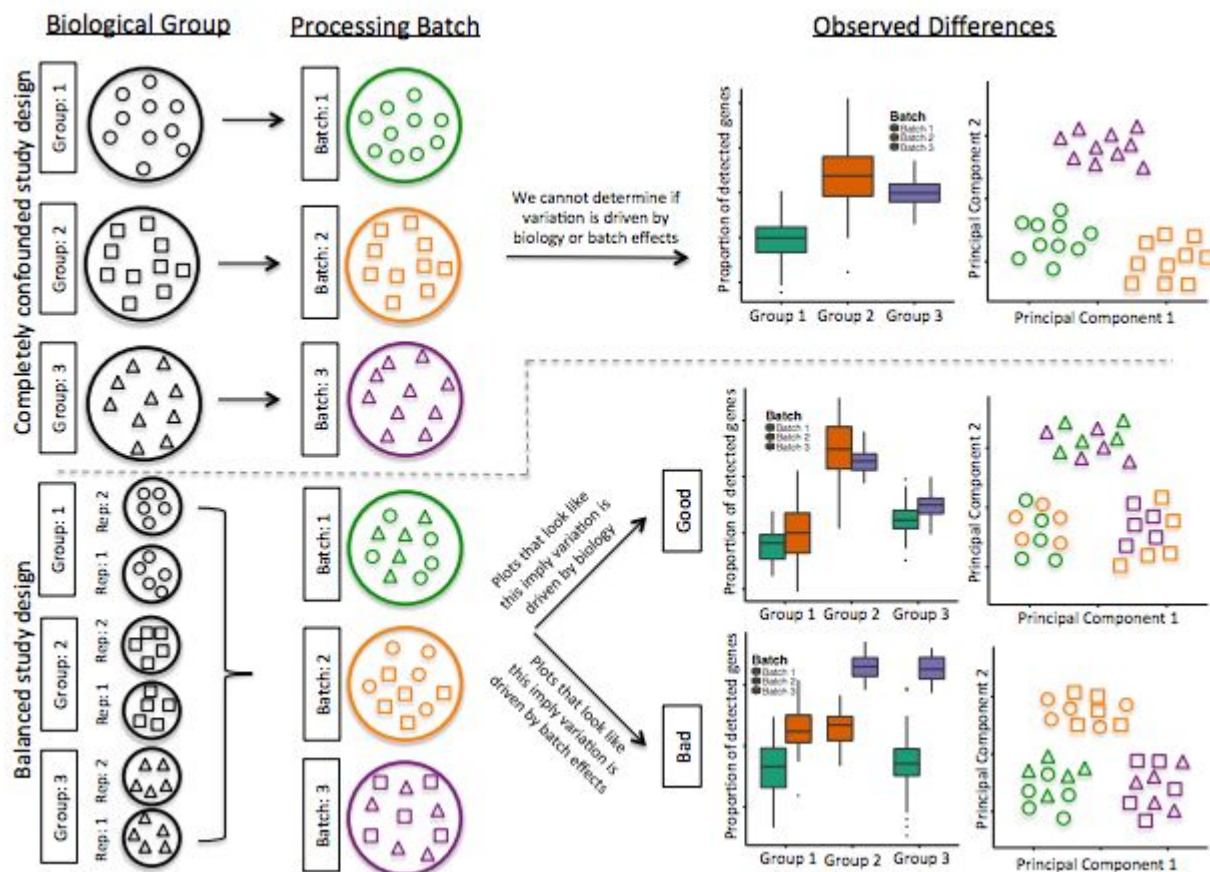 Biological Group
Processing Batch
Observed Differences
Completely confounded study design
Group: 1
Batch: 1
Group: 2
Batch: 2
Group: 3
Batch: 3
We cannot determine if
variation is driven by
biology or batch effects
Proportion of detected genes
Batch
Batch 1
Batch 2
Batch 3
Group 1
Group 2
Group 3
Principal Component 2
Principal Component 1
Balanced study design
Group: 1
Rep: 2
Rep: 1
Group: 2
Rep: 2
Rep: 1
Group: 3
Rep: 2
Rep: 1
Batch: 1
Batch: 2
Batch: 3
Plots that look like
this imply variation is
driven by biology
Good
Proportion of detected genes
Batch
Batch 1
Batch 2
Batch 3
Group 1
Group 2
Group 3
Principal Component 2
Principal Component 1
Plots that look like
this imply variation is
driven by batch effects
Bad
Proportion of detected genes
Batch
Batch 1
Batch 2
Batch 3
Group 1
Group 2
Group 3
Principal Component 2
Principal Component 1